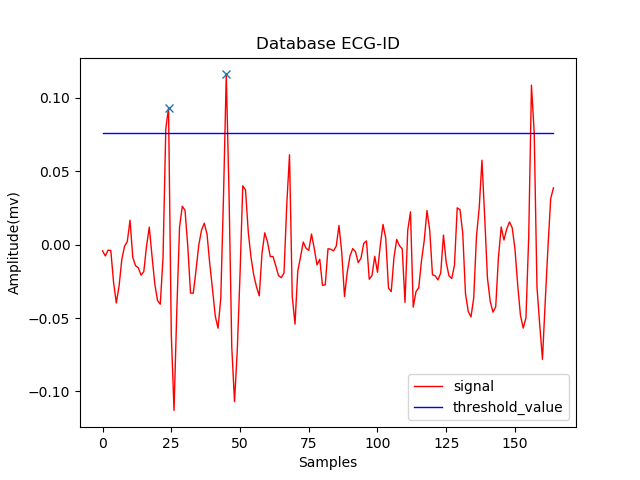 Database ECG-ID
Amplitude(mv)
0.10
0.05
0.00
−0.05
−0.10
0
25
50
75
100
125
150
Samples
signal
threshold_value